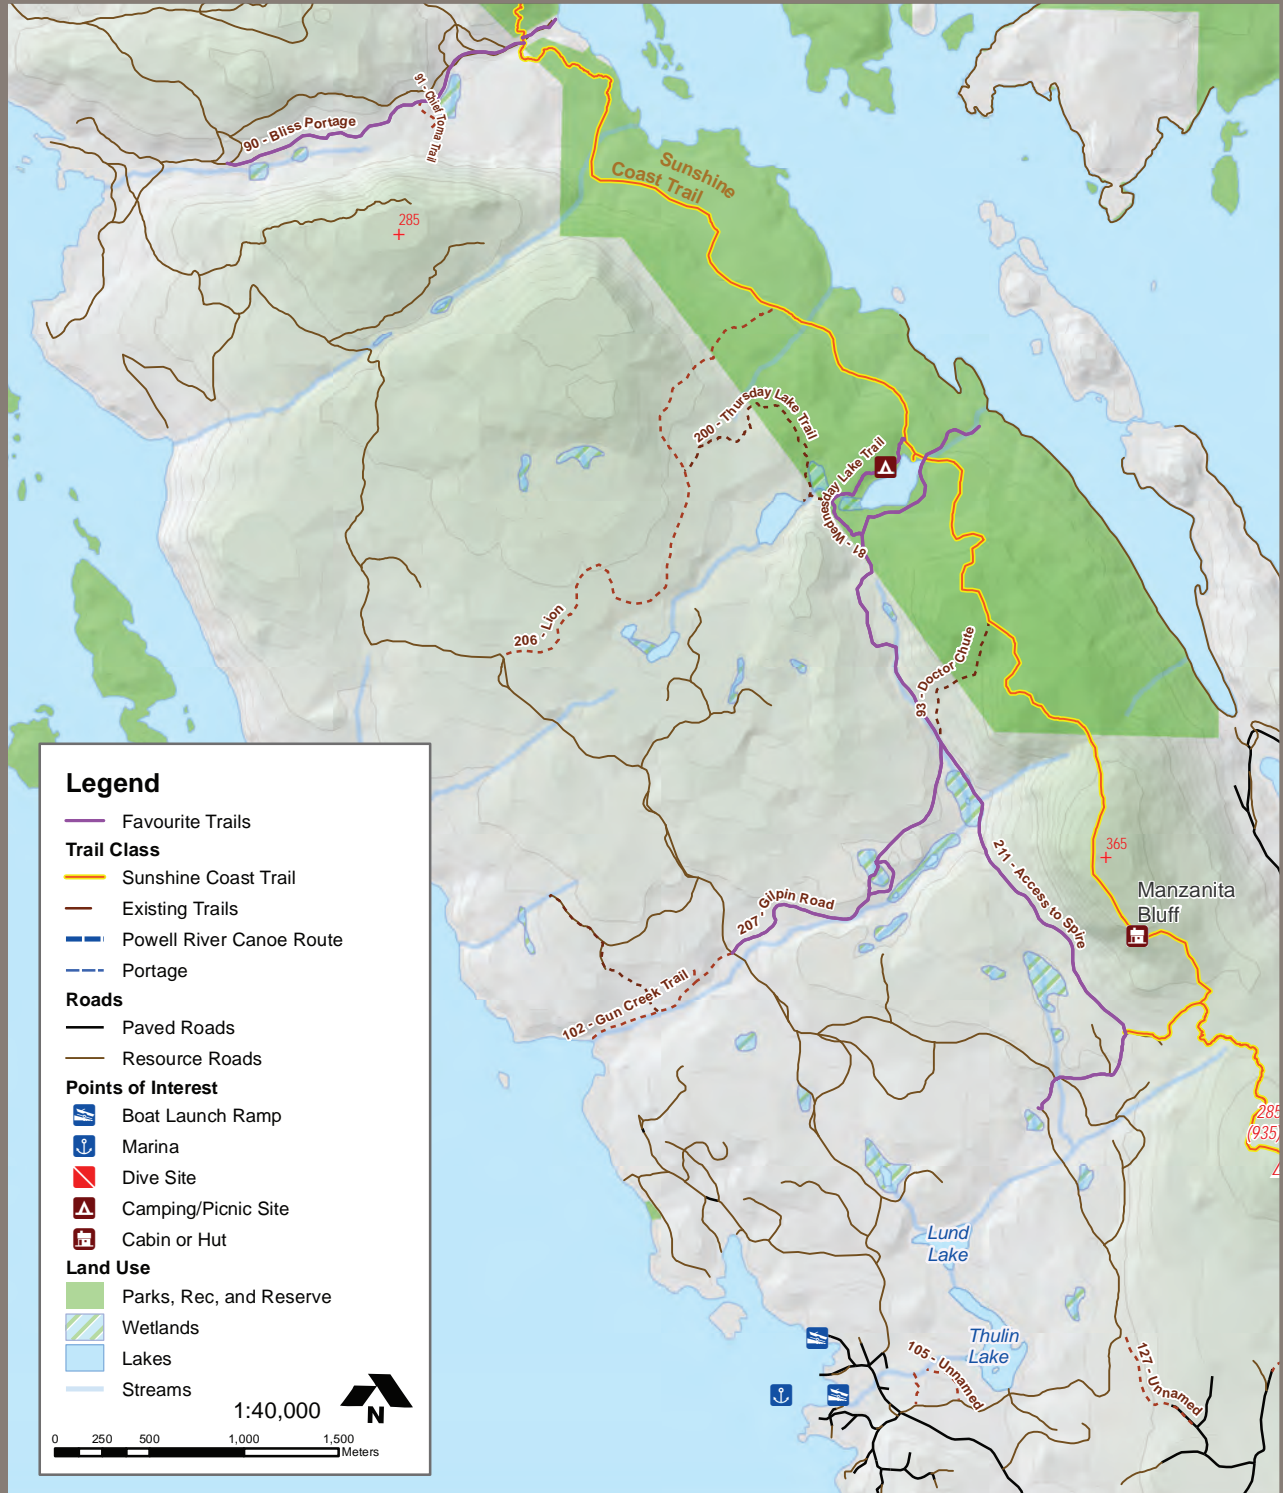 91 - Chief Toma Trail
90 - Bliss Portage
Sunshine
Coast Trail
285
200 - Thursday Lake Trail
81 - Wednesday Lake Trail
206 - Lion
93 - Doctor Chute
365
Manzanita
Bluff
211 - Access to Spire
207 - Gilpin Road
102 - Gun Creek Trail
285
(935)
Lund
Lake
Thulin
Lake
105 - Unnamed
127 - Unnamed
Legend
Favourite Trails
Trail Class
Sunshine Coast Trail
Existing Trails
Powell River Canoe Route
Portage
Roads
Paved Roads
Resource Roads
Points of Interest
Boat Launch Ramp
Marina
Dive Site
Camping/Picnic Site
Cabin or Hut
Land Use
Parks, Rec, and Reserve
Wetlands
Lakes
Streams
1:40,000
N
0 250 500 1,000 1,500
Meters